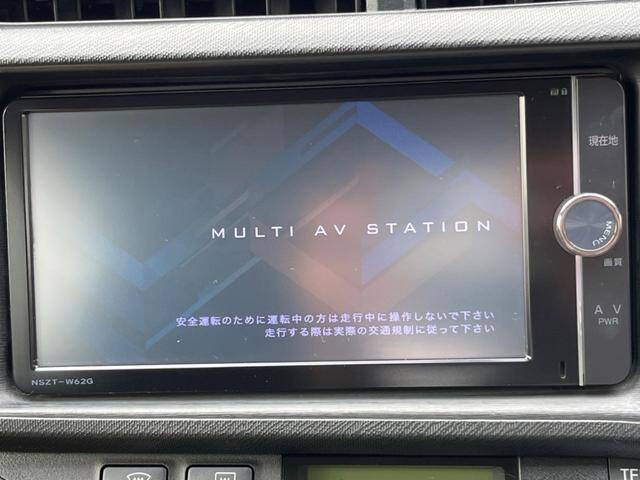 現在地
MULTI AV STATION
MENU
画質
安全運転のために運転中の方は走行中に操作しないで下さい
走行する際は実際の交通規制に従って下さい
AV
PWR
NSZT-W62G
TE